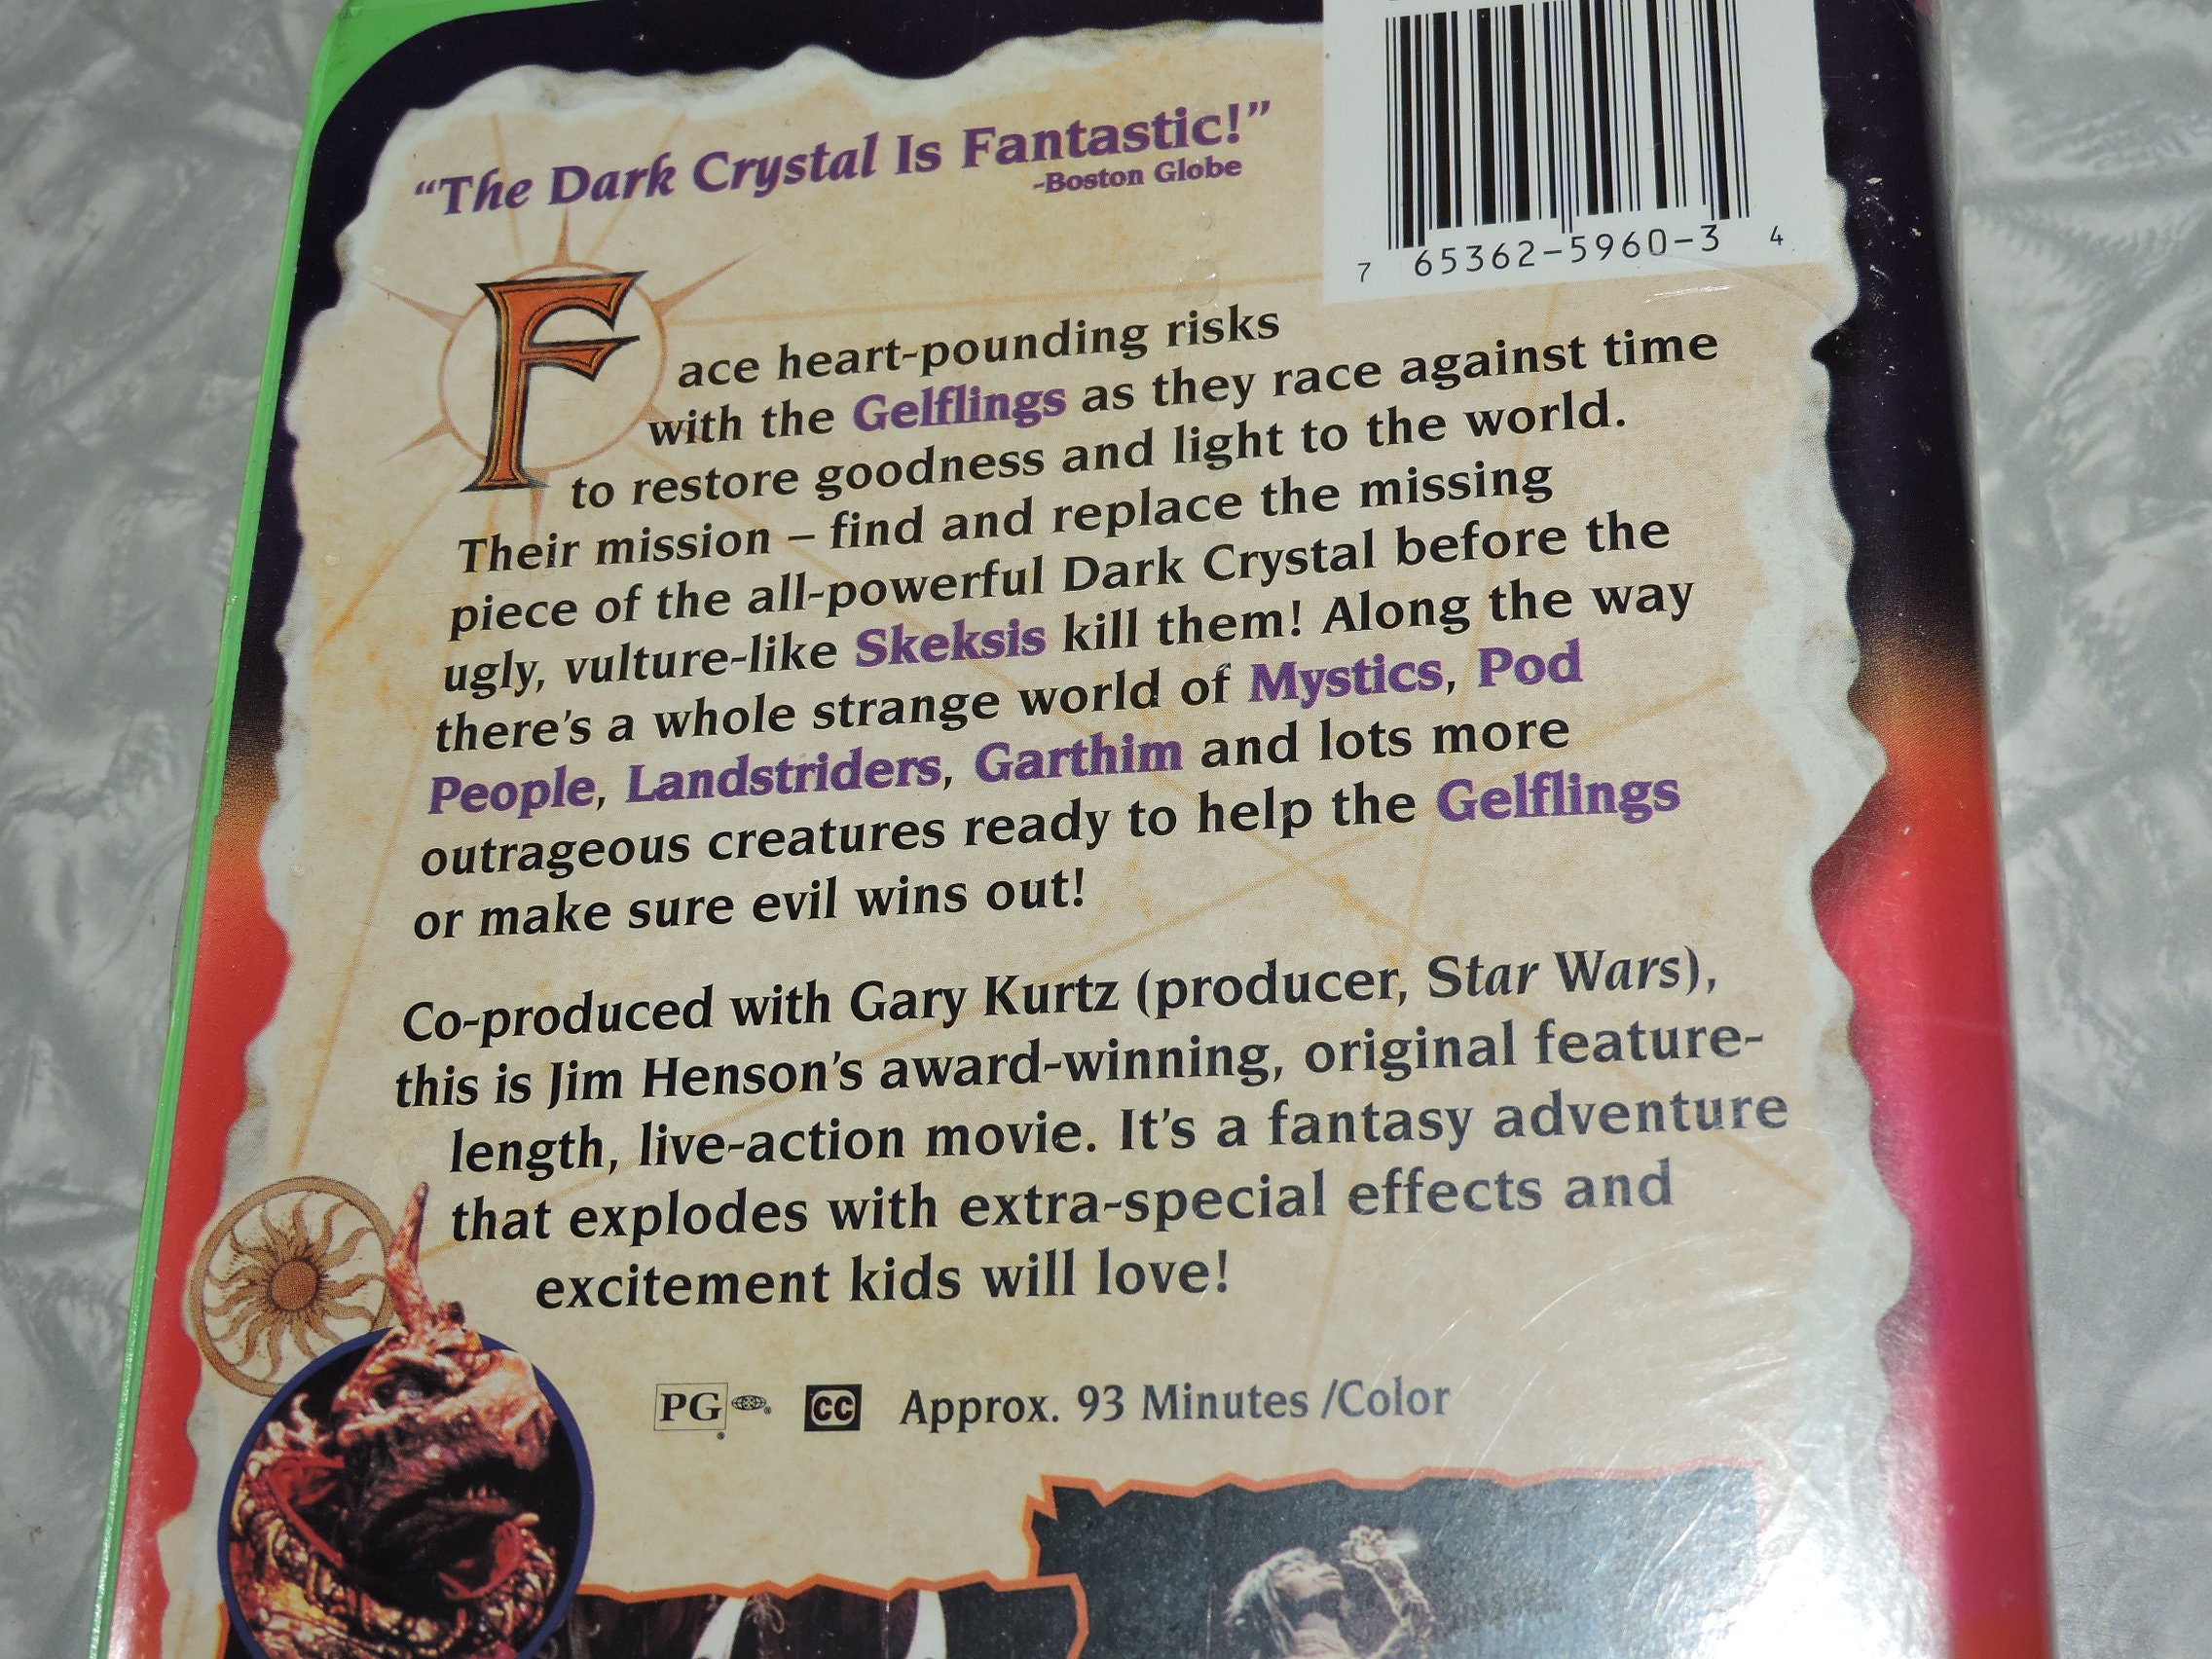 “The Dark Crystal Is Fantastic!”
-Boston Globe
7 65362-5960-3 4
Face heart-pounding risks
with the Gelflings as they race against time
to restore goodness and light to the world.
Their mission – find and replace the missing
piece of the all-powerful Dark Crystal before the
ugly, vulture-like Skeksis kill them! Along the way
there's a whole strange world of Mystics, Pod
People, Landstriders, Garthim and lots more
outrageous creatures ready to help the Gelflings
or make sure evil wins out!
Co-produced with Gary Kurtz (producer, Star Wars),
this is Jim Henson's award-winning, original feature-
length, live-action movie. It's a fantasy adventure
that explodes with extra-special effects and
excitement kids will love!
PG ® ® CC Approx. 93 Minutes /Color